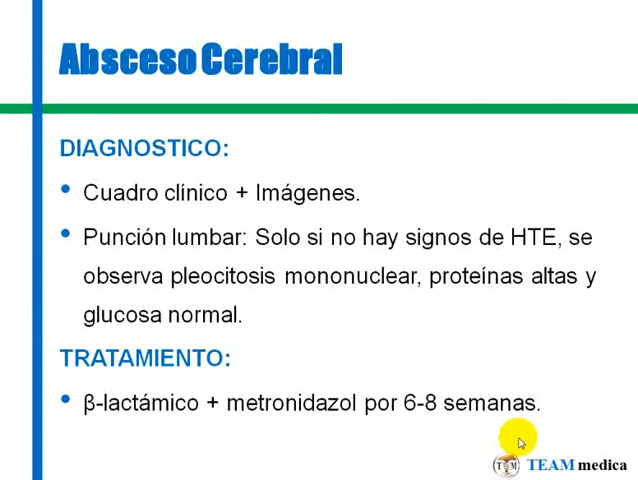 Absceso Cerebral
DIAGNOSTICO:
• Cuadro clínico + Imágenes.
• Punción lumbar: Solo si no hay signos de HTE, se
observa pleocitosis mononuclear, proteínas altas y
glucosa normal.
TRATAMIENTO:
• β-lactámico + metronidazol por 6-8 semanas.
TEAM medica